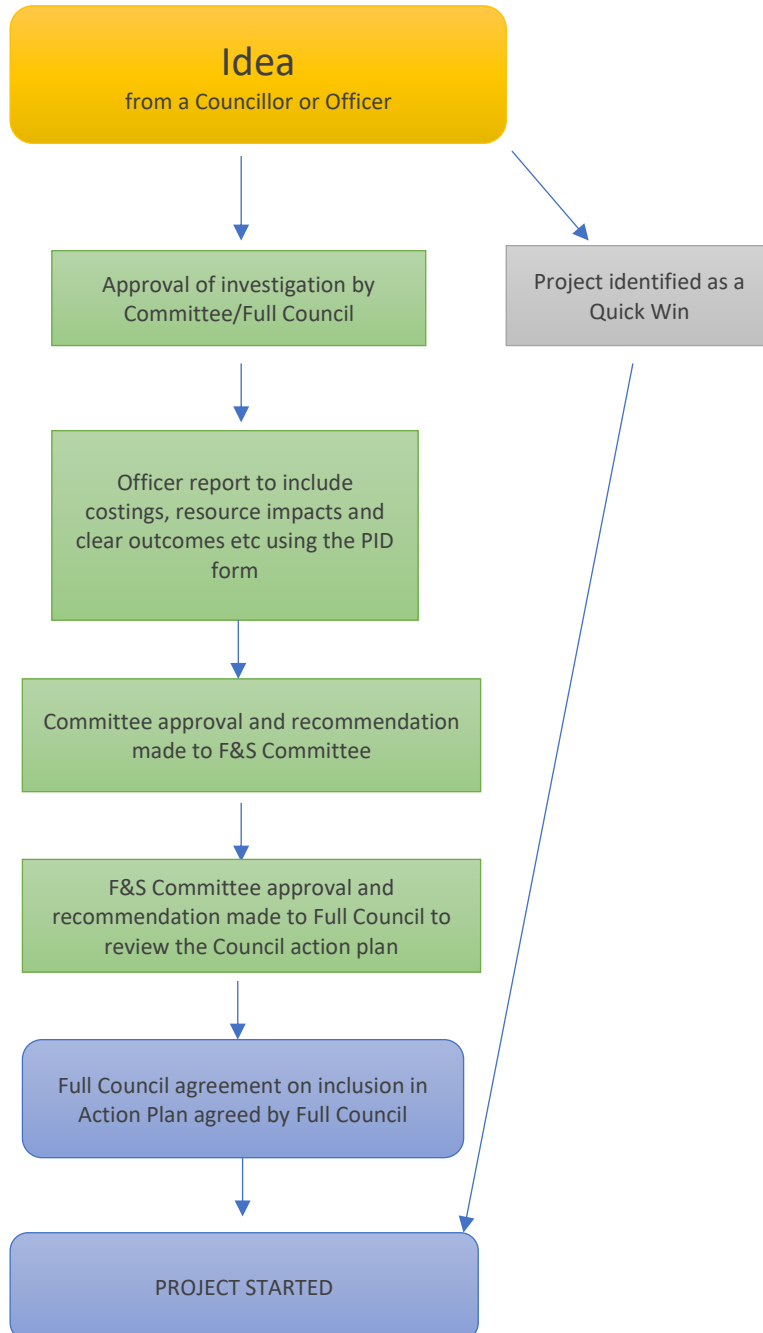 Idea
from a Councillor or Officer
Approval of investigation by
Committee/Full Council
Project identified as a
Quick Win
Officer report to include
costings, resource impacts and
clear outcomes etc using the PID
form
Committee approval and recommendation
made to F&S Committee
F&S Committee approval and
recommendation made to Full Council to
review the Council action plan
Full Council agreement on inclusion in
Action Plan agreed by Full Council
PROJECT STARTED